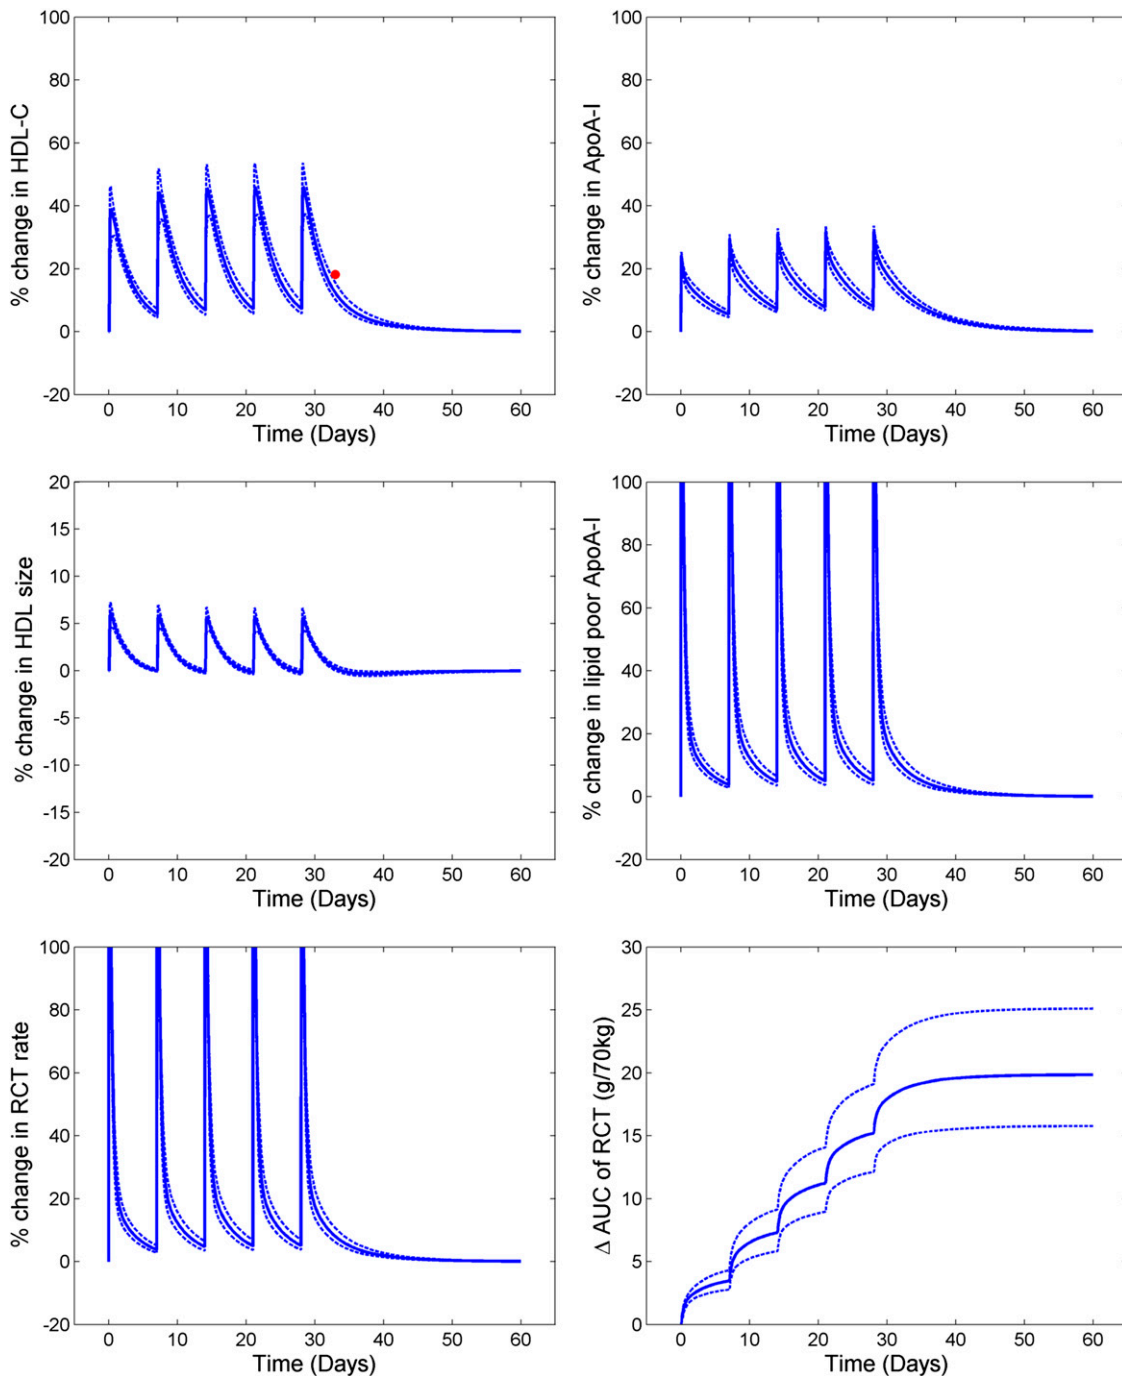 % change in HDL-C
100
80
60
40
20
0
-20
0 10 20 30 40 50 60
Time (Days)
% change in ApoA-I
100
80
60
40
20
0
-20
0 10 20 30 40 50 60
Time (Days)
% change in HDL size
20
15
10
5
0
-5
-10
-15
-20
0 10 20 30 40 50 60
Time (Days)
% change in lipid poor ApoA-I
100
80
60
40
20
0
-20
0 10 20 30 40 50 60
Time (Days)
% change in RCT rate
100
80
60
40
20
0
-20
0 10 20 30 40 50 60
Time (Days)
Δ AUC of RCT (g/70kg)
30
25
20
15
10
5
0
0 10 20 30 40 50 60
Time (Days)